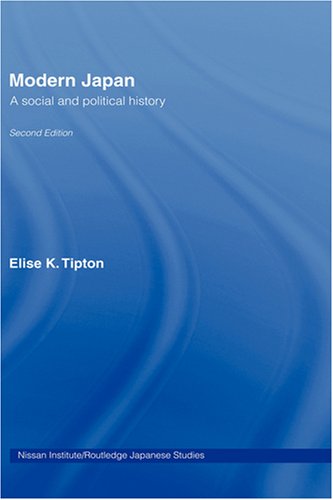 Modern Japan
A social and political history
Second Edition
Elise K. Tipton
Nissan Institute/Routledge Japanese Studies